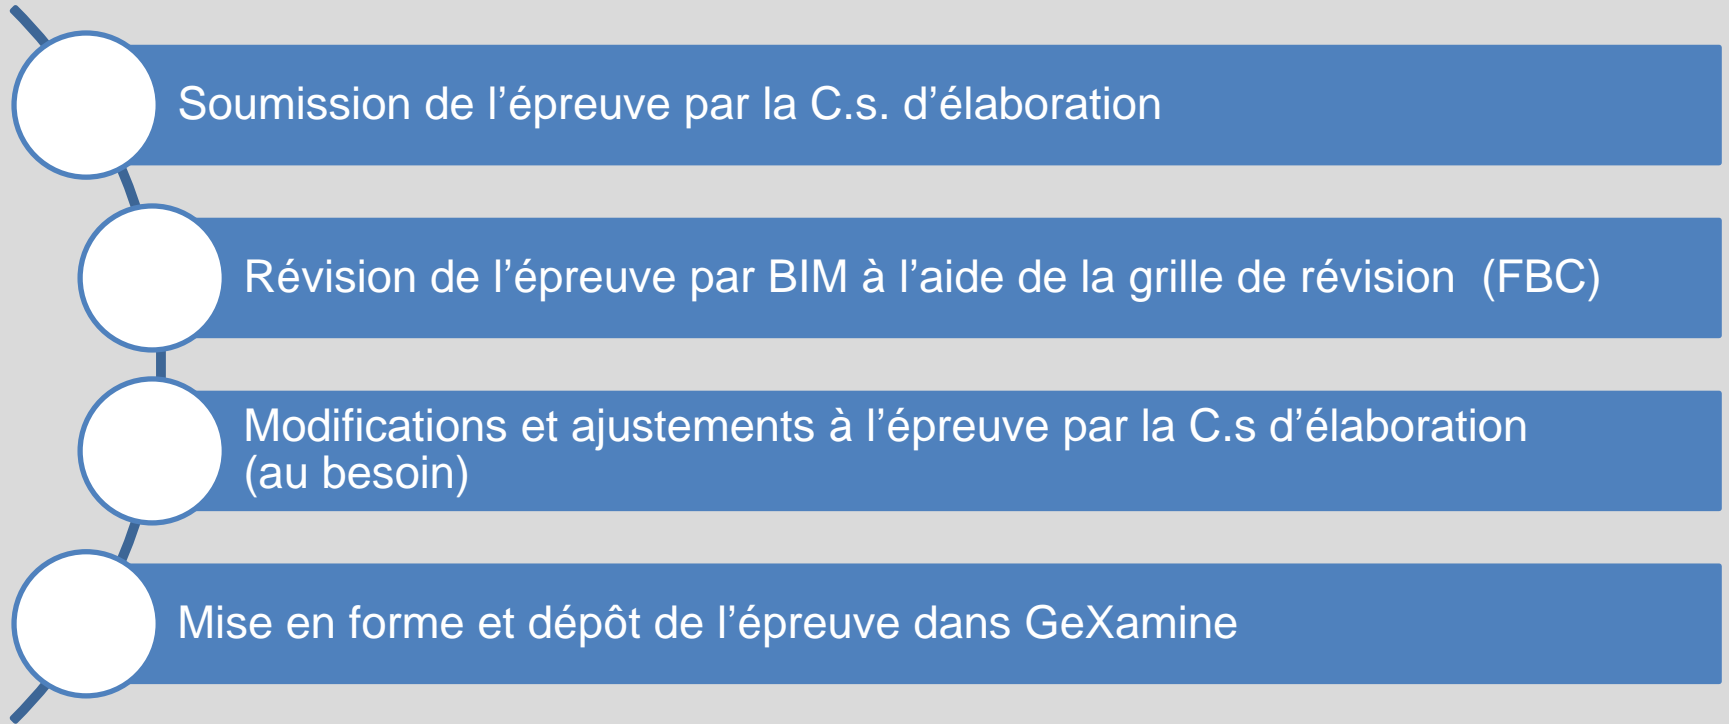 Soumission de l’épreuve par la C.s. d’élaboration
Révision de l’épreuve par BIM à l’aide de la grille de révision  (FBC)
Modifications et ajustements à l’épreuve par la C.s d’élaboration
(au besoin)
Mise en forme et dépôt de l’épreuve dans GeXamine